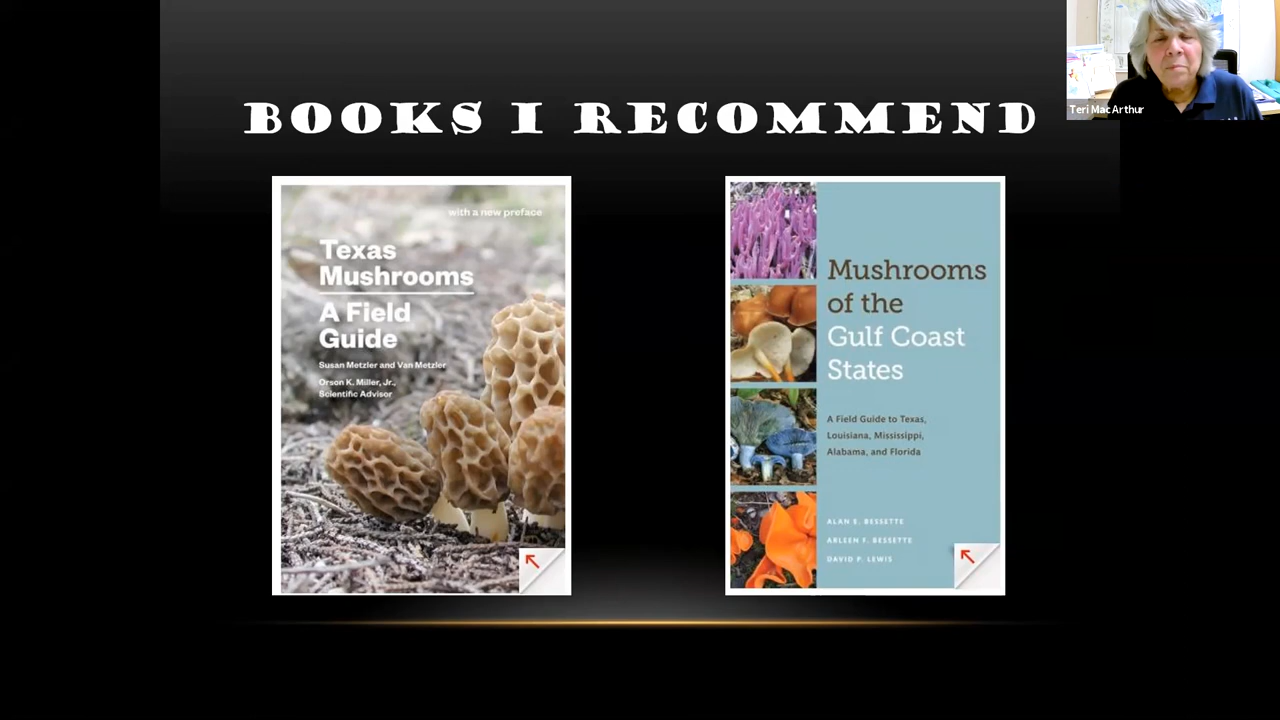 BOOKS I RECOMMEND
Teri MacArthur
with a new preface
Texas
Mushrooms
A Field
Guide
Susan Metzler and Van Metzler
Orson K. Miller, Jr.,
Scientific Advisor
Mushrooms
of the
Gulf Coast
States
A Field Guide to Texas,
Louisiana, Mississippi,
Alabama, and Florida
ALAN E. BESSETTE
ARLEEN F. BESSETTE
DAVID P. LEWIS